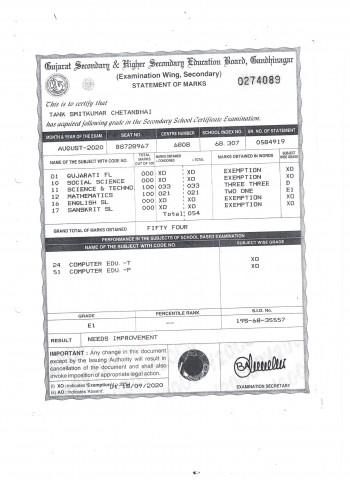 Gujarat Secondary & Higher Secondary Education Board, Gandhinagar
(Examination Wing, Secondary)
STATEMENT OF MARKS
0274089
This is to certify that
TANK SMITKUMAR CHETANBHAI
has acquired following grade in the Secondary School Certificate Examination.
MONTH & YEAR OF THE EXAM. SEAT NO. CENTRE NUMBER SCHOOL INDEX NO. SR. NO. OF STATEMENT
AUGUST-2020 6808 68.307 0584919
NAME OF THE SUBJECT WITH CODE NO. TOTAL MARKS OUT OF 100 MARKS OBTAINED MARKS OBTAINED IN WORDS SUBJECT WISE GRADE
01 GUJARATI FL 000 XO XO EXEMPTION XO
10 SOCIAL SCIENCE 000 XO XO EXEMPTION XO
11 SCIENCE & TECHNO. 100 033 033 THREE THREE D
12 MATHEMATICS 100 021 021 TWO ONE E1
16 ENGLISH SL 000 XO XO EXEMPTION XO
17 SANSKRIT SL 000 XO XO EXEMPTION XO
Total 054
GRAND TOTAL OF MARKS OBTAINED FIFTY FOUR
PERFORMANCE IN THE SUBJECTS OF SCHOOL BASED EXAMINATION
NAME OF THE SUBJECT WITH CODE NO. SUBJECT WISE GRADE
24 COMPUTER EDU. -T XO
51 COMPUTER EDU. -P XO
GRADE PERCENTILE RANK S.I.D. No.
E1 ---- 19S-68-35557
RESULT NEEDS IMPROVEMENT
IMPORTANT : Any change in this document
except by the Issuing Authority will result in
cancellation of the document and shall also
invoke imposition of appropriate legal action.
(i) XO : indicates 'Exemption'
(ii) AO : indicates 'Absent'.
Dt.18/09/2020
EXAMINATION SECRETARY